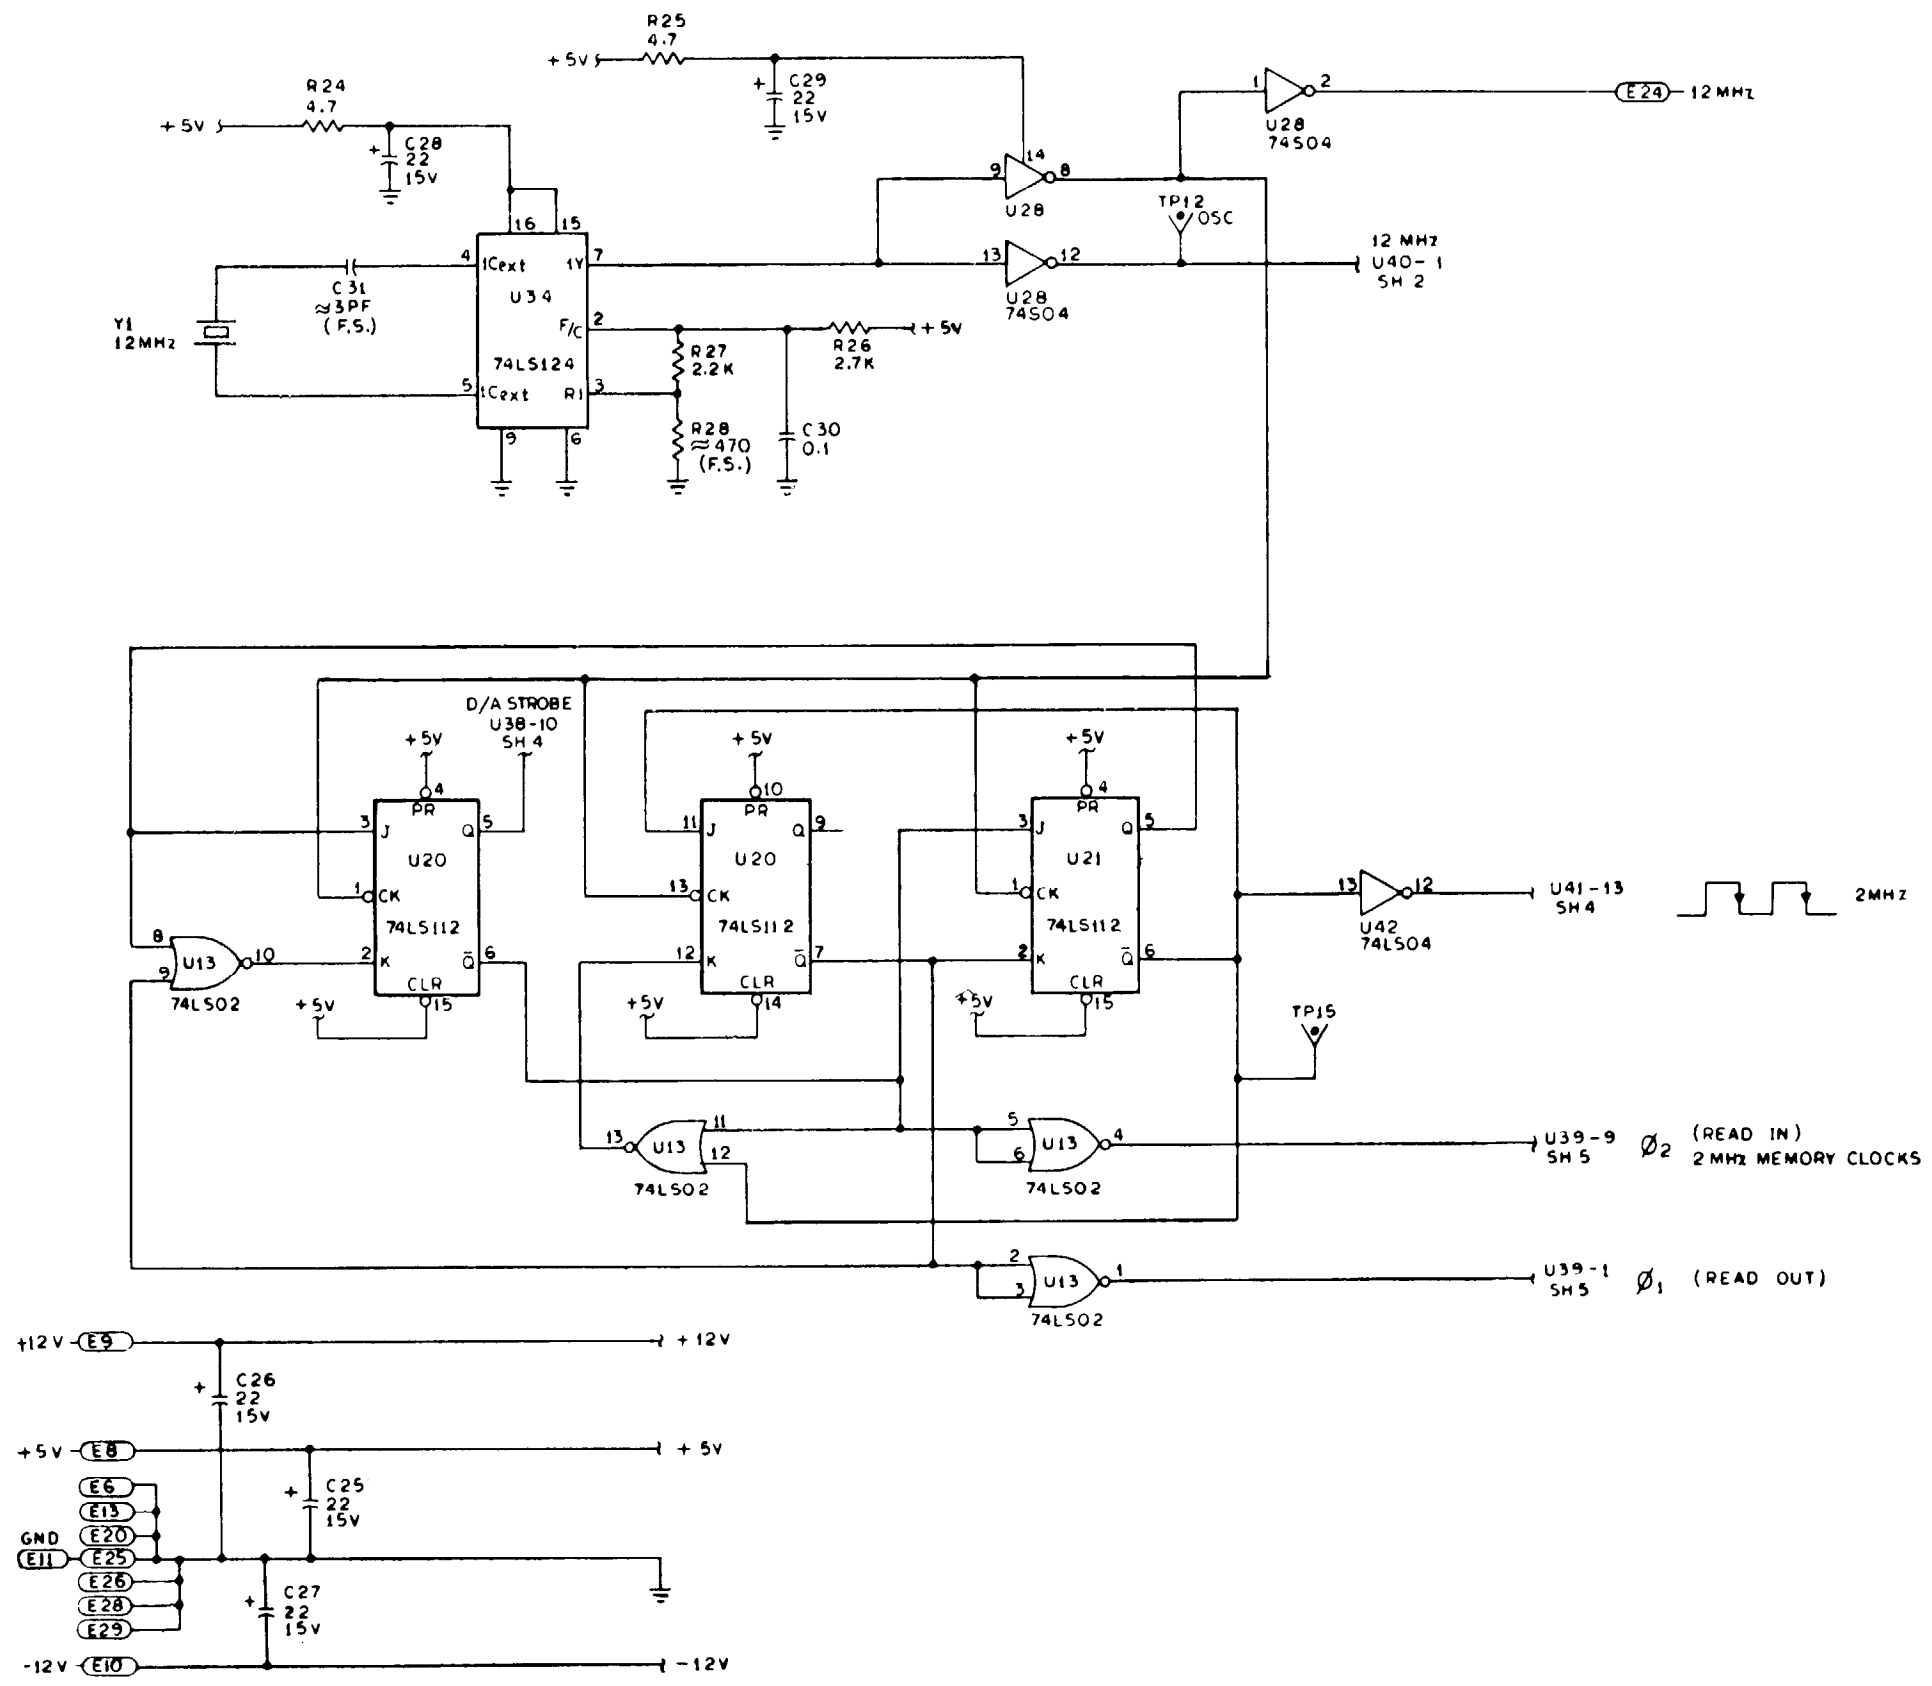 R25
4.7
+5V
C29
+ 22
15V
R24
4.7
+5V
C28
+ 22
15V
1 2
E24 12MHz
U28
74S04
14
9 8
U28
TP12
OSC
16 15
4 1Cext 1Y 7
13 12
12 MHz
U40-1
SH 2
C31
≈3PF
(F.S.)
U34
U28
74S04
Y1
12MHz
F/C 2
+5V
R27
2.2K
R26
2.7K
74LS124
5 1Cext R1 3
9 6
R28
≈470
(F.S.)
C30
0.1
D/A STROBE
U38-10
SH 4
+5V
+5V
+5V
4
PR
10
PR
4
PR
3 J Q 5
11 J Q 9
3 J Q 5
U20
U20
U21
1 CK
13 CK
1 CK
13 12
U41-13
SH 4
2MHz
74LS112
74LS112
74LS112
U42
74LS04
8
9
U13 10
74LS02
2 K Q̅ 6
12 K Q̅ 7
2 K Q̅ 6
CLR
15
CLR
14
CLR
15
+5V
+5V
+5V
TP15
13 U13 11
12
74LS02
5
6
U13 4
74LS02
U39-9
SH 5
Ø2 (READ IN)
2 MHz MEMORY CLOCKS
2
3
U13 1
74LS02
U39-1
SH 5
Ø1 (READ OUT)
+12V E9 +12V
C26
+ 22
15V
+5V E8 +5V
E6
E13
E20
GND
E11 E25
E26
E28
E29
C25
+ 22
15V
C27
+ 22
15V
-12V E10 -12V